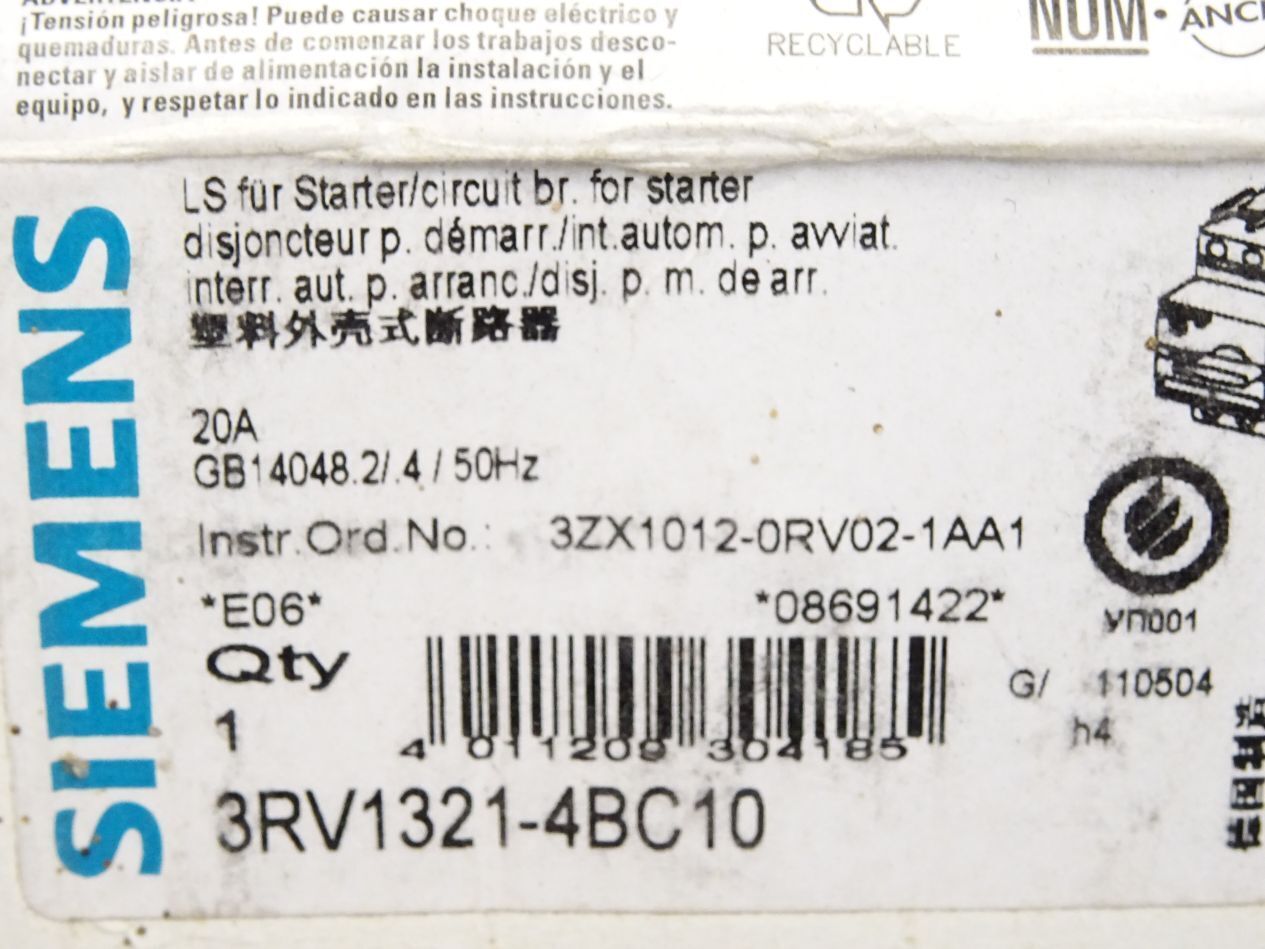 ¡Tensión peligrosa! Puede causar choque eléctrico y
quemaduras. Antes de comenzar los trabajos desco-
nectar y aislar de alimentación la instalación y el
equipo, y respetar lo indicado en las instrucciones.
RECYCLABLE
NOM
SIEMENS
LS für Starter/circuit br. for starter
disjoncteur p. démarr./int.autom. p. avviat.
interr. aut. p. arranc./disj. p. m. de arr.
塑料外壳式断路器
20A
GB14048.2/.4 / 50Hz
Instr.Ord.No.: 3ZX1012-0RV02-1AA1
*E06* *08691422*
УП001
Qty
G/ 110504
1
h4
4 011209 304185
3RV1321-4BC10